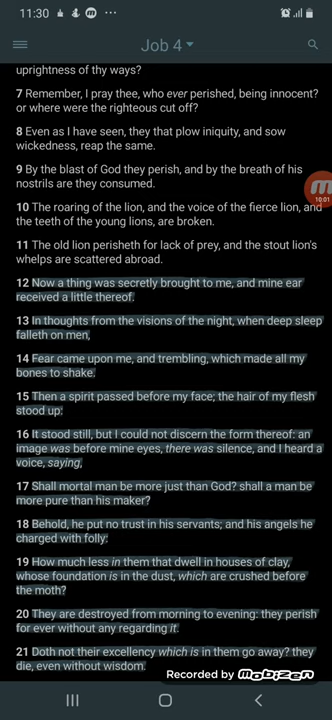 11:30
Job 4
uprightness of thy ways?
7 Remember, I pray thee, who ever perished, being innocent?
or where were the righteous cut off?
8 Even as I have seen, they that plow iniquity, and sow
wickedness, reap the same.
9 By the blast of God they perish, and by the breath of his
nostrils are they consumed.
10 The roaring of the lion, and the voice of the fierce lion, and
the teeth of the young lions, are broken.
10:01
11 The old lion perisheth for lack of prey, and the stout lion's
whelps are scattered abroad.
12 Now a thing was secretly brought to me, and mine ear
received a little thereof.
13 In thoughts from the visions of the night, when deep sleep
falleth on men,
14 Fear came upon me, and trembling, which made all my
bones to shake.
15 Then a spirit passed before my face; the hair of my flesh
stood up:
16 It stood still, but I could not discern the form thereof: an
image was before mine eyes, there was silence, and I heard a
voice, saying,
17 Shall mortal man be more just than God? shall a man be
more pure than his maker?
18 Behold, he put no trust in his servants; and his angels he
charged with folly:
19 How much less in them that dwell in houses of clay,
whose foundation is in the dust, which are crushed before
the moth?
20 They are destroyed from morning to evening: they perish
for ever without any regarding it.
21 Doth not their excellency which is in them go away? they
die, even without wisdom.
Recorded by mobizen